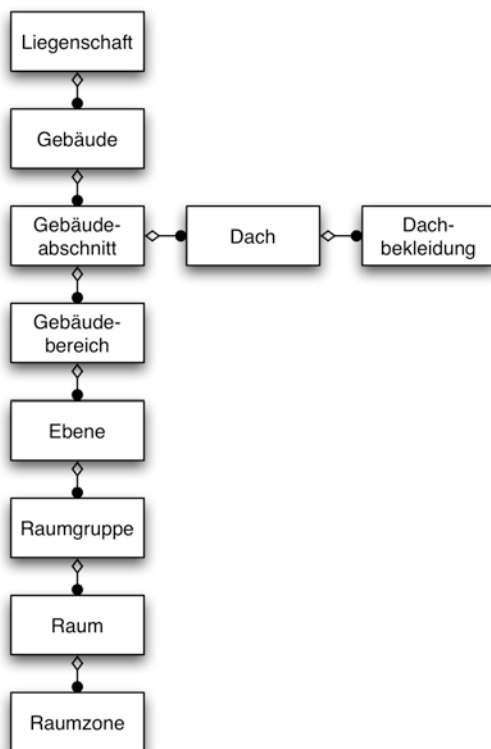 Liegenschaft
Gebäude
Gebäude-
abschnitt
Dach
Dach-
bekleidung
Gebäude-
bereich
Ebene
Raumgruppe
Raum
Raumzone